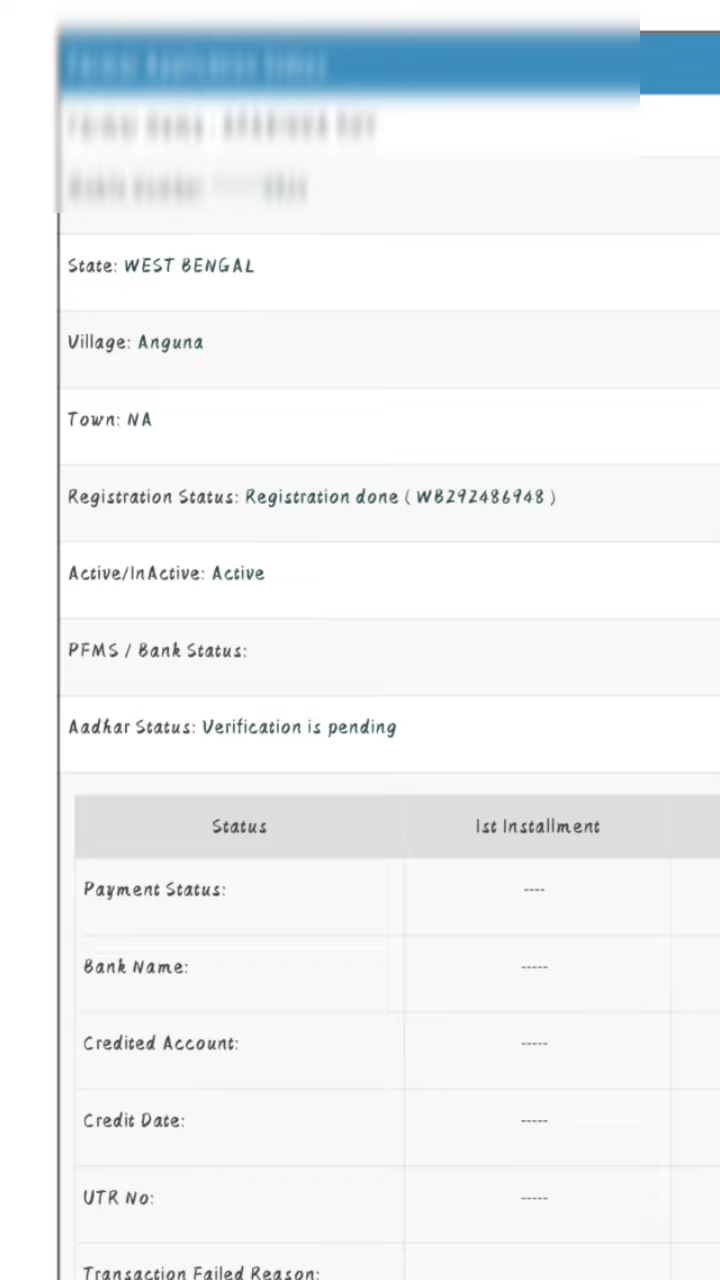 State: WEST BENGAL
Village: Anguna
Town: NA
Registration Status: Registration done ( WB292486948 )
Active/InActive: Active
PFMS / Bank Status:
Aadhar Status: Verification is pending
Status 1st Installment
Payment Status: ----
Bank Name: -----
Credited Account: -----
Credit Date: -----
UTR No: -----
Transaction Failed Reason: